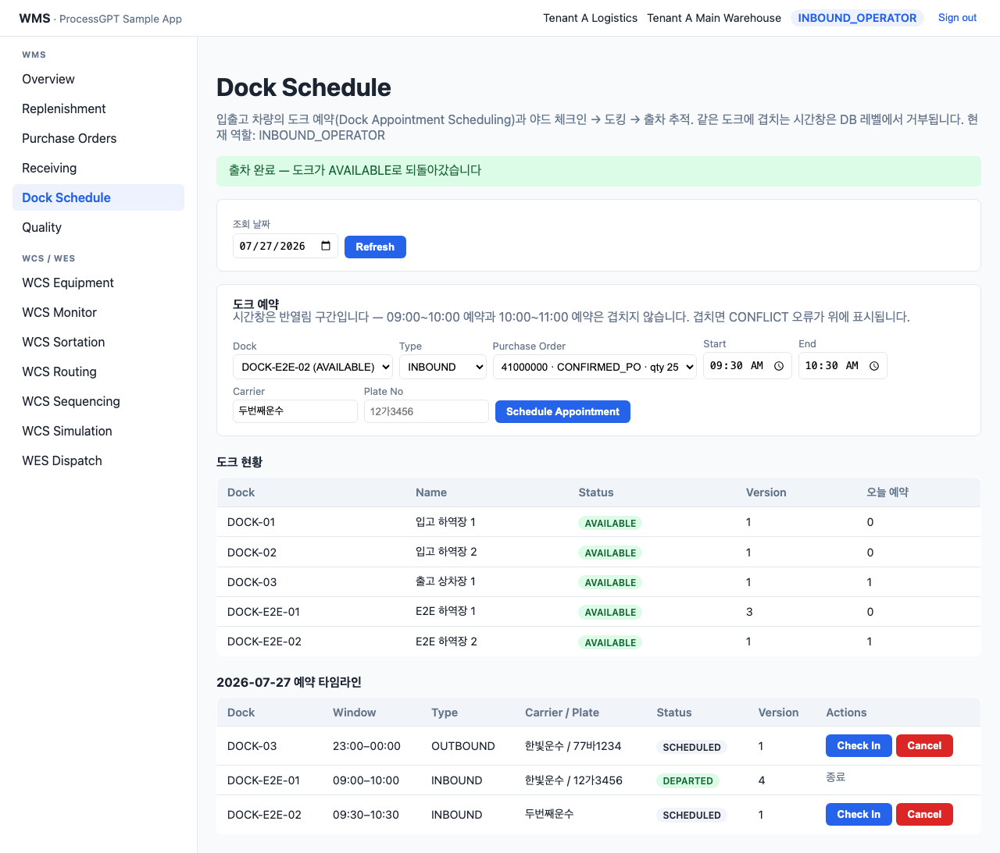 WMS · ProcessGPT Sample App
Tenant A Logistics Tenant A Main Warehouse INBOUND_OPERATOR Sign out
WMS
Overview
Replenishment
Purchase Orders
Receiving
Dock Schedule
Quality
WCS / WES
WCS Equipment
WCS Monitor
WCS Sortation
WCS Routing
WCS Sequencing
WCS Simulation
WES Dispatch
Dock Schedule
입출고 차량의 도크 예약(Dock Appointment Scheduling)과 야드 체크인 → 도킹 → 출차 추적. 같은 도크에 겹치는 시간창은 DB 레벨에서 거부됩니다. 현
재 역할: INBOUND_OPERATOR
출차 완료 — 도크가 AVAILABLE로 되돌아갔습니다
조회 날짜
07/27/2026 Refresh
도크 예약
시간창은 반열림 구간입니다 — 09:00~10:00 예약과 10:00~11:00 예약은 겹치지 않습니다. 겹치면 CONFLICT 오류가 위에 표시됩니다.
Dock Type Purchase Order Start End
DOCK-E2E-02 (AVAILABLE) INBOUND 41000000 · CONFIRMED_PO · qty 25 09:30 AM 10:30 AM
Carrier Plate No
두번째운수 12가3456 Schedule Appointment
도크 현황
Dock Name Status Version 오늘 예약
DOCK-01 입고 하역장 1 AVAILABLE 1 0
DOCK-02 입고 하역장 2 AVAILABLE 1 0
DOCK-03 출고 상차장 1 AVAILABLE 1 1
DOCK-E2E-01 E2E 하역장 1 AVAILABLE 3 0
DOCK-E2E-02 E2E 하역장 2 AVAILABLE 1 1
2026-07-27 예약 타임라인
Dock Window Type Carrier / Plate Status Version Actions
DOCK-03 23:00–00:00 OUTBOUND 한빛운수 / 77바1234 SCHEDULED 1 Check In Cancel
DOCK-E2E-01 09:00–10:00 INBOUND 한빛운수 / 12가3456 DEPARTED 4 종료
DOCK-E2E-02 09:30–10:30 INBOUND 두번째운수 SCHEDULED 1 Check In Cancel